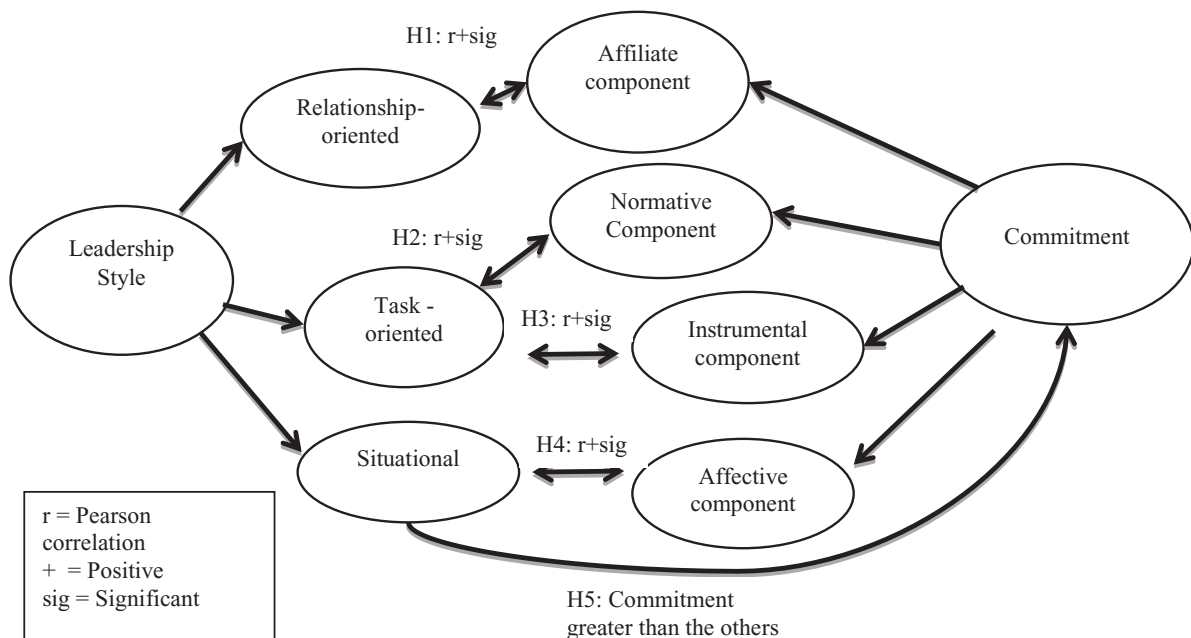 H1: r+sig
Affiliate
component
Relationship-
oriented
Normative
Component
H2: r+sig
Leadership
Style
Commitment
Task -
oriented
H3: r+sig
Instrumental
component
Situational
H4: r+sig
Affective
component
r = Pearson
correlation
+ = Positive
sig = Significant
H5: Commitment
greater than the others